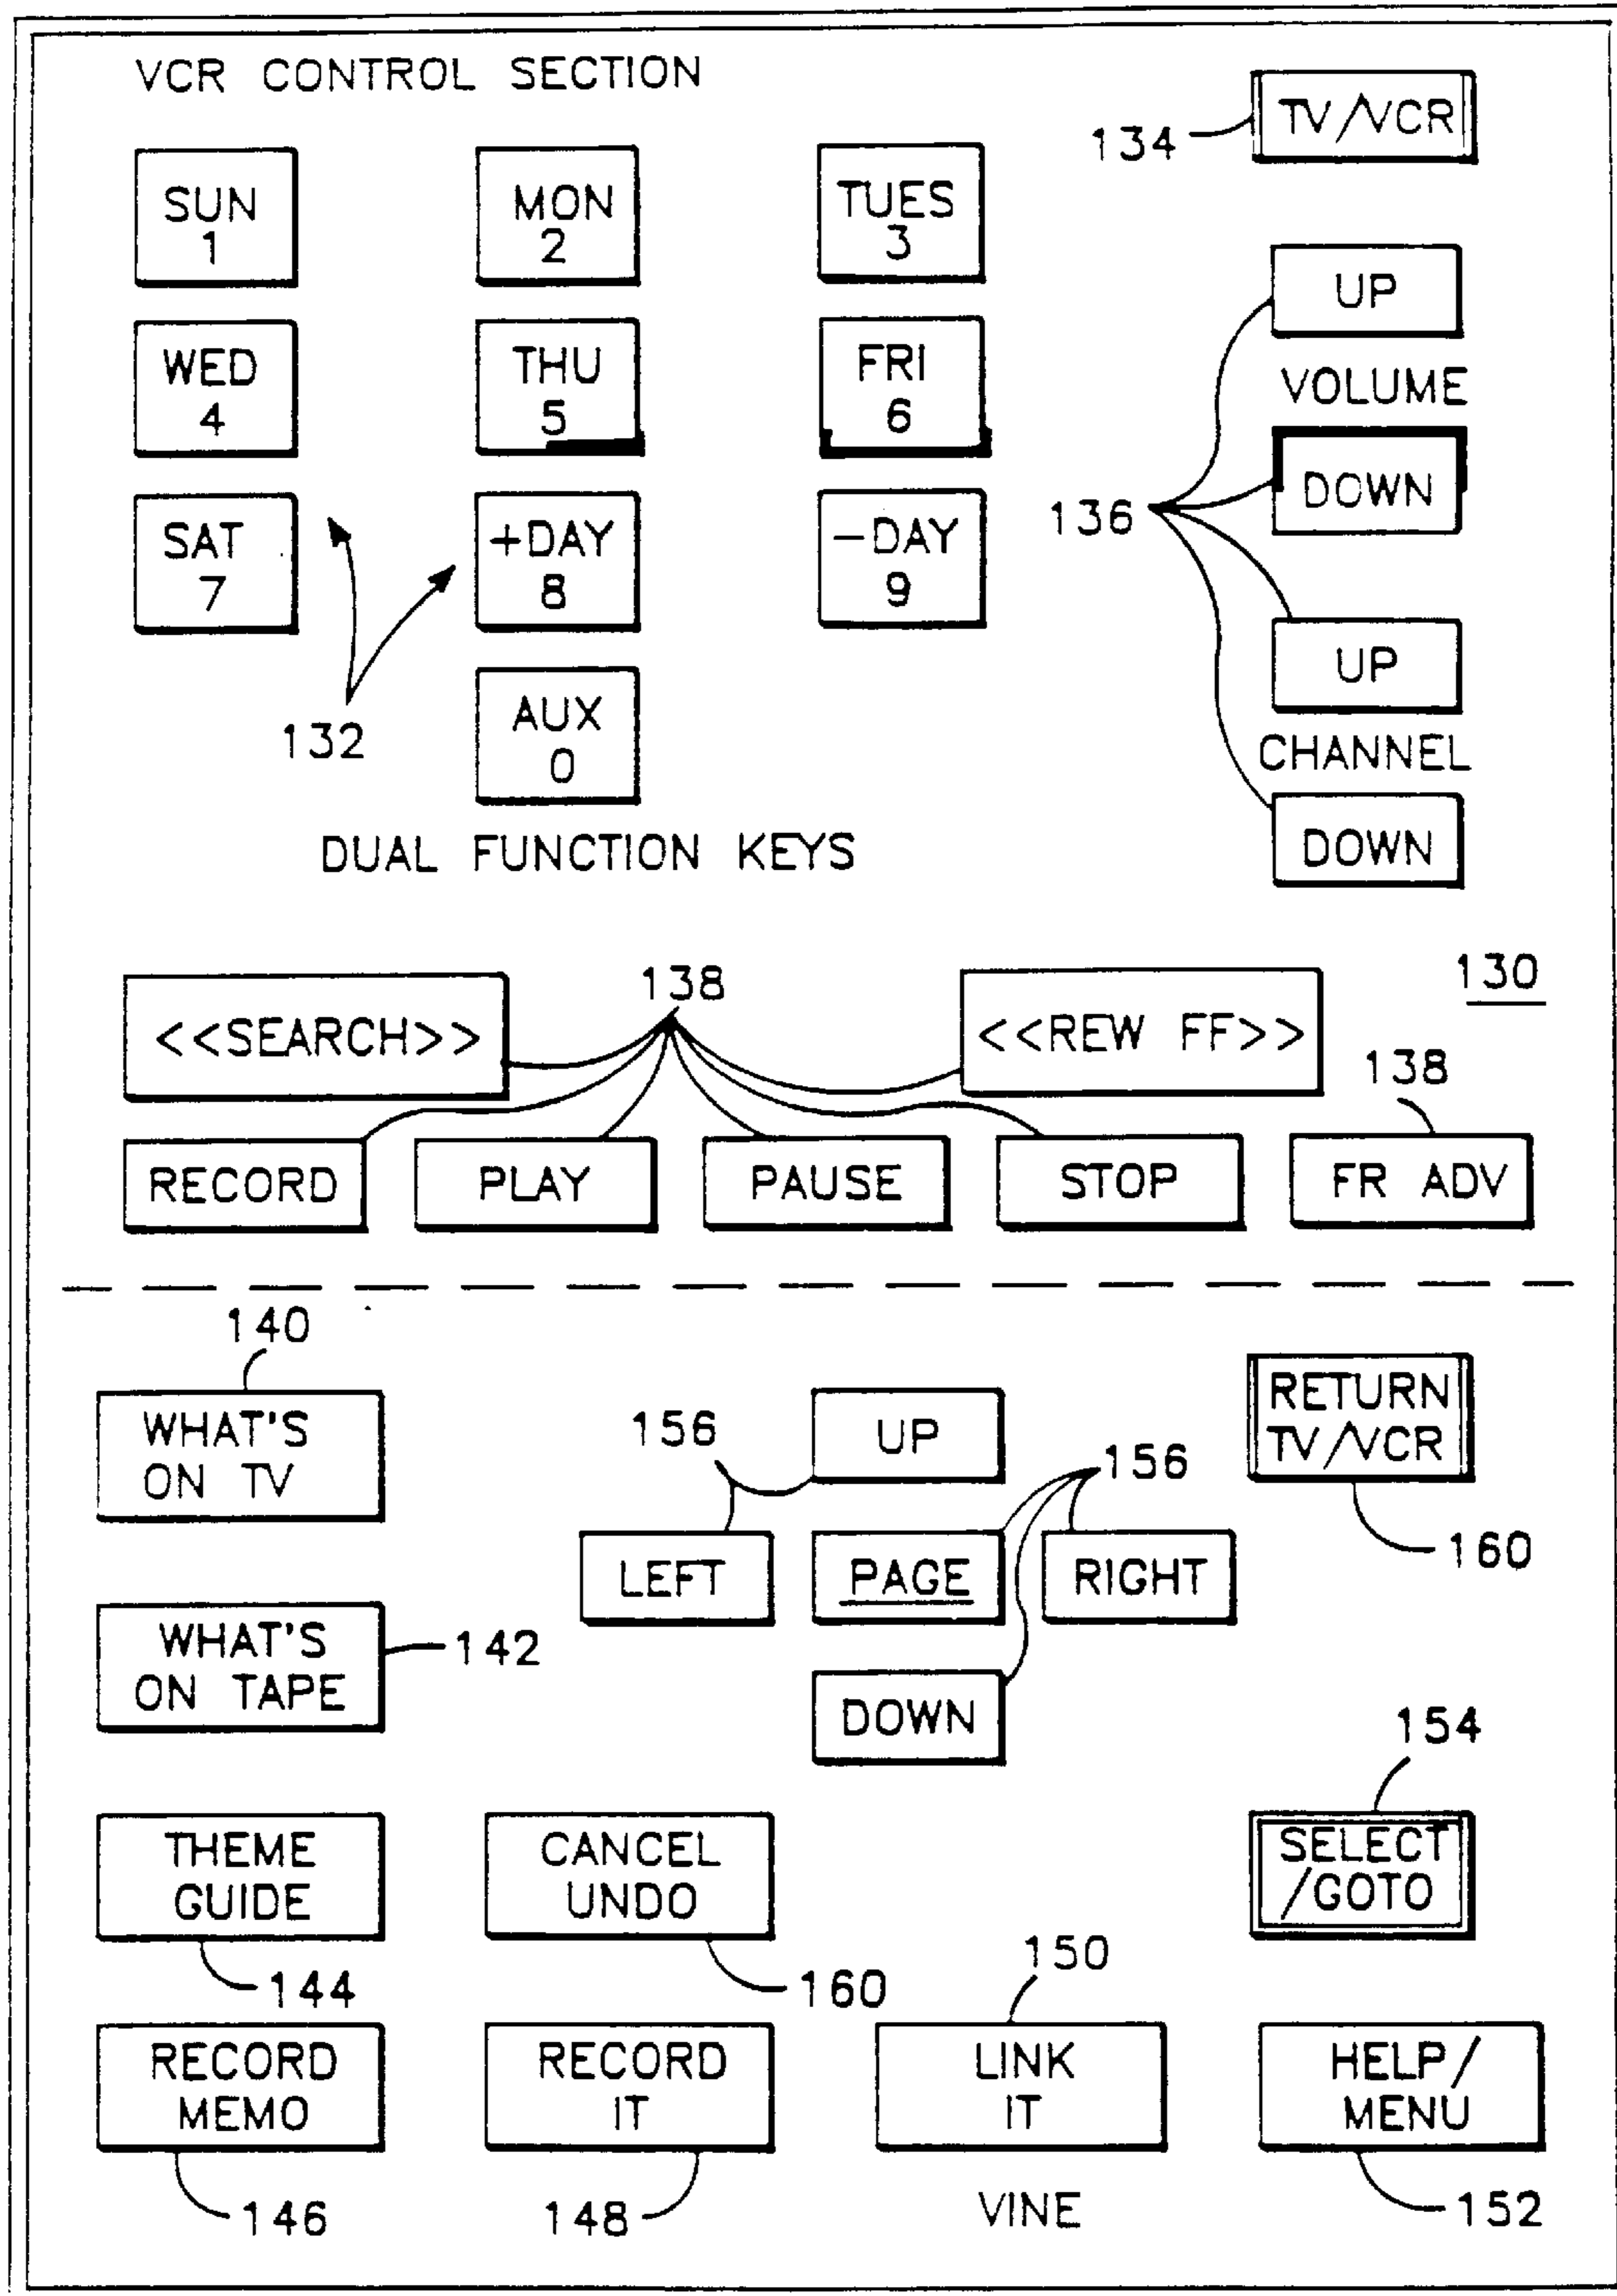 VCR CONTROL SECTION
TV/VCR
134
SUN
1
MON
2
TUES
3
UP
VOLUME
DOWN
136
WED
4
THU
5
FRI
6
SAT
7
+DAY
8
-DAY
9
UP
CHANNEL
DOWN
132
AUX
0
DUAL FUNCTION KEYS
130
<<SEARCH>>
138
<<REW FF>>
138
RECORD
PLAY
PAUSE
STOP
FR ADV
140
WHAT'S
ON TV
156
UP
156
RETURN
TV/VCR
160
LEFT
PAGE
RIGHT
WHAT'S
ON TAPE
142
DOWN
154
THEME
GUIDE
144
CANCEL
UNDO
160
SELECT
/GOTO
150
RECORD
MEMO
146
RECORD
IT
148
LINK
IT
VINE
HELP/
MENU
152